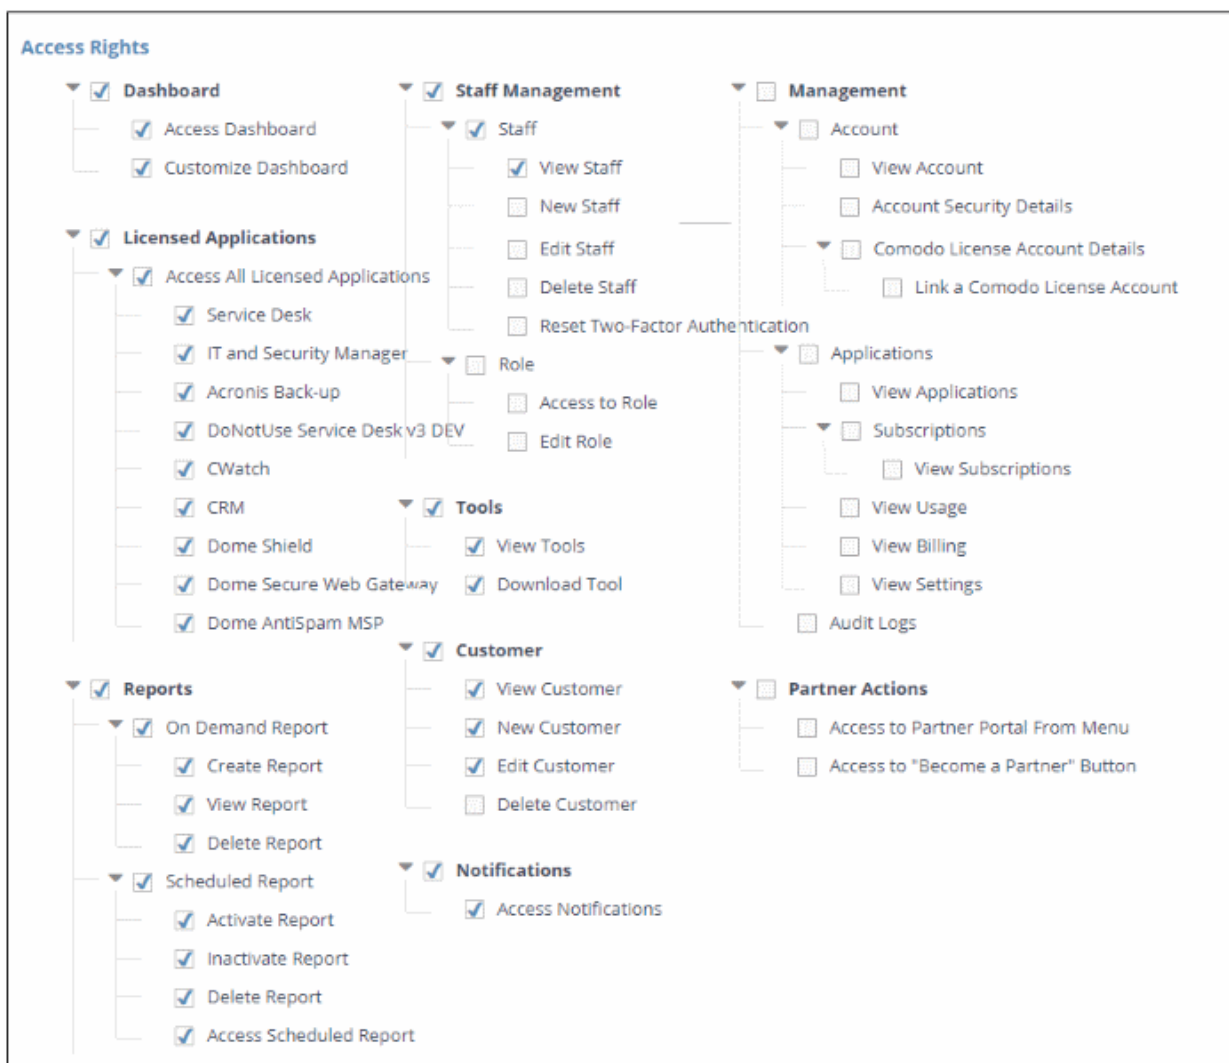 Access Rights
Dashboard
Access Dashboard
Customize Dashboard
Licensed Applications
Access All Licensed Applications
Service Desk
IT and Security Manager
Acronis Back-up
DoNotUse Service Desk v3 DEV
CWatch
CRM
Dome Shield
Dome Secure Web Gateway
Dome AntiSpam MSP
Reports
On Demand Report
Create Report
View Report
Delete Report
Scheduled Report
Activate Report
Inactivate Report
Delete Report
Access Scheduled Report
Staff Management
Staff
View Staff
New Staff
Edit Staff
Delete Staff
Reset Two-Factor Authentication
Role
Access to Role
Edit Role
Tools
View Tools
Download Tool
Customer
View Customer
New Customer
Edit Customer
Delete Customer
Notifications
Access Notifications
Management
Account
View Account
Account Security Details
Comodo License Account Details
Link a Comodo License Account
Applications
View Applications
Subscriptions
View Subscriptions
View Usage
View Billing
View Settings
Audit Logs
Partner Actions
Access to Partner Portal From Menu
Access to "Become a Partner" Button